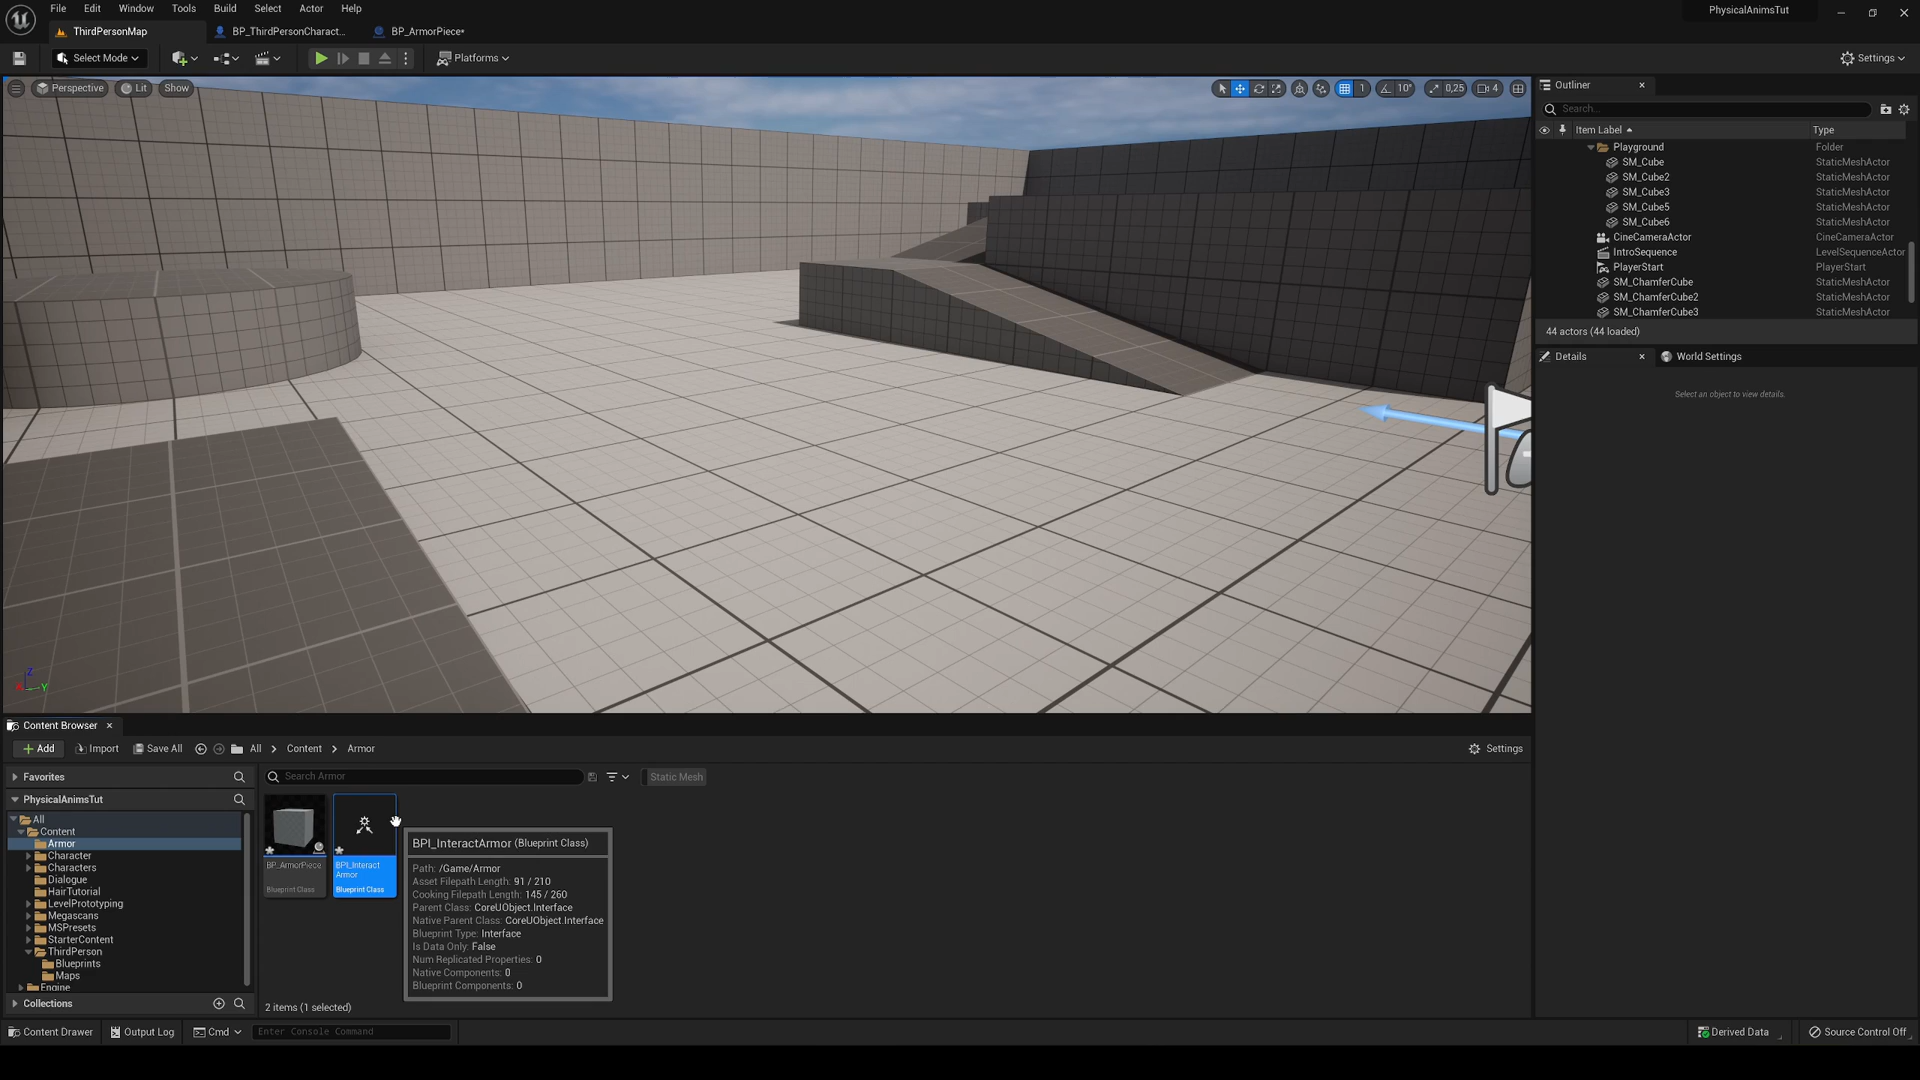 File Edit Window Tools Build Select Actor Help
PhysicalAnimsTut
ThirdPersonMap
BP_ThirdPersonCharact...
BP_ArmorPiece*
Select Mode
Platforms
Settings
Perspective
Lit
Show
1
10°
0,25
4
Outliner
Search...
Item Label
Type
Playground Folder
SM_Cube StaticMeshActor
SM_Cube2 StaticMeshActor
SM_Cube3 StaticMeshActor
SM_Cube5 StaticMeshActor
SM_Cube6 StaticMeshActor
CineCameraActor CineCameraActor
IntroSequence LevelSequenceActor
PlayerStart PlayerStart
SM_ChamferCube StaticMeshActor
SM_ChamferCube2 StaticMeshActor
SM_ChamferCube3 StaticMeshActor
44 actors (44 loaded)
Details
World Settings
Select an object to view details.
Z
Y
Content Browser
Add
Import
Save All
All
Content
Armor
Settings
Favorites
PhysicalAnimsTut
All
Content
Armor
Character
Characters
Dialogue
HairTutorial
LevelPrototyping
Megascans
MSPresets
StarterContent
ThirdPerson
Blueprints
Maps
Engine
Collections
Search Armor
Static Mesh
BP_ArmorPiece
Blueprint Class
BPI_Interact
Armor
Blueprint Class
BPI_InteractArmor (Blueprint Class)
Path: /Game/Armor
Asset Filepath Length: 91 / 210
Cooking Filepath Length: 145 / 260
Parent Class: CoreUObject.Interface
Native Parent Class: CoreUObject.Interface
Blueprint Type: Interface
Is Data Only: False
Num Replicated Properties: 0
Native Components: 0
Blueprint Components: 0
2 items (1 selected)
Content Drawer
Output Log
Cmd
Enter Console Command
Derived Data
Source Control Off